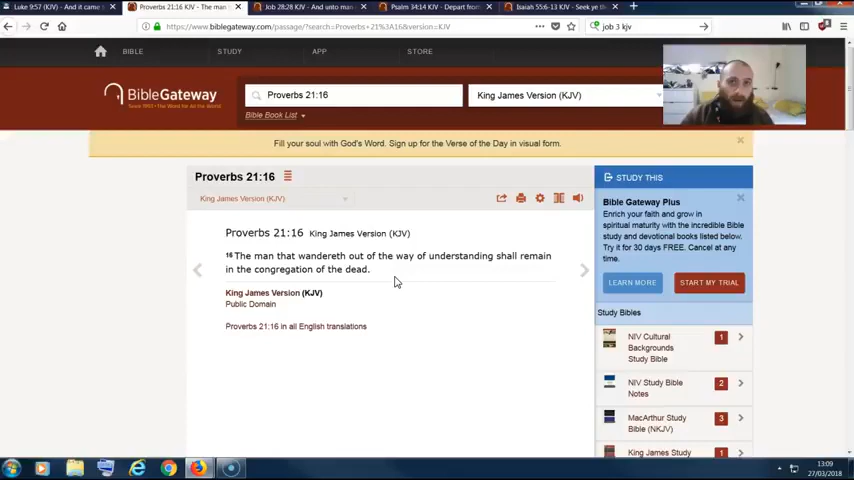 Luke 9:57 (KJV) - And it came t
Proverbs 21:16 KJV - The man t
Job 28:28 KJV - And unto man
Psalm 34:14 KJV - Depart from
Isaiah 55:6-13 KJV - Seek ye th
https://www.biblegateway.com/passage/?search=Proverbs+21%3A16&version=KJV
job 3 kjv
BIBLE
STUDY
APP
STORE
BibleGateway
Proverbs 21:16
King James Version (KJV)
Bible Book List
Fill your soul with God's Word. Sign up for the Verse of the Day in visual form.
Proverbs 21:16
King James Version (KJV)
Proverbs 21:16 King James Version (KJV)
16 The man that wandereth out of the way of understanding shall remain
in the congregation of the dead.
King James Version (KJV)
Public Domain
Proverbs 21:16 in all English translations
STUDY THIS
Bible Gateway Plus
Enrich your faith and grow in
spiritual maturity with the incredible Bible
study and devotional books listed below.
Try it for 30 days FREE. Cancel at any
time.
LEARN MORE
START MY TRIAL
Study Bibles
NIV Cultural
Backgrounds
Study Bible
1
NIV Study Bible
Notes
2
MacArthur Study
Bible (NKJV)
3
King James Study
1
13:09
27/03/2018